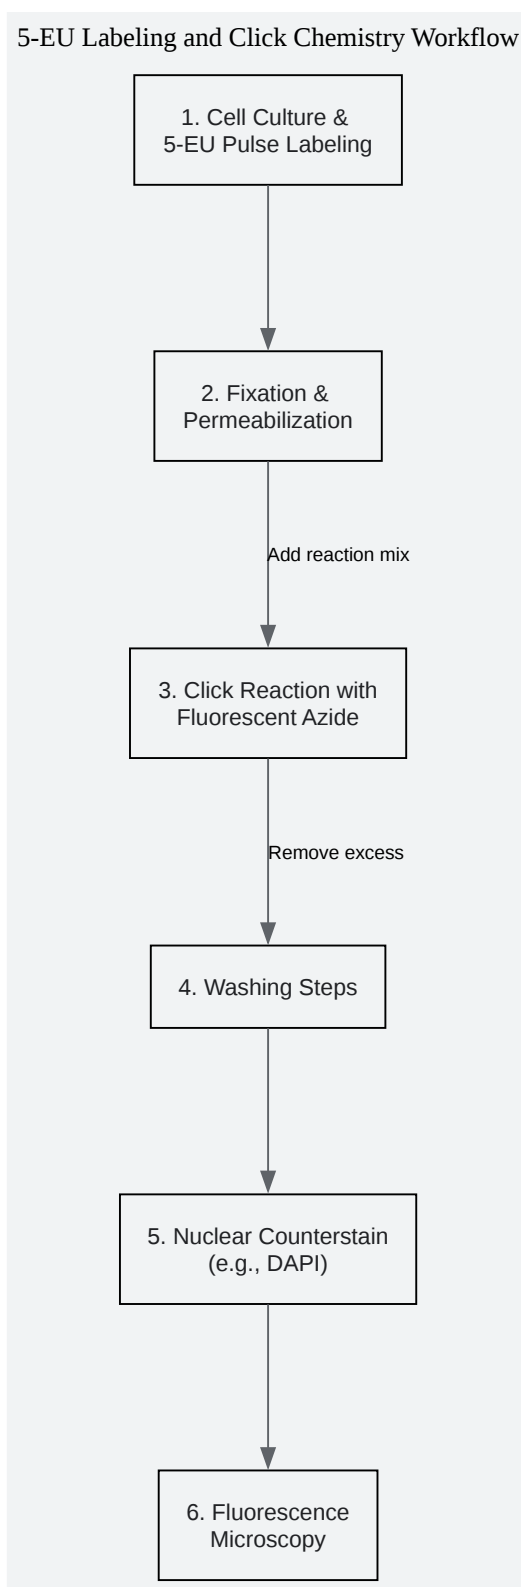 5-EU Labeling and Click Chemistry Workflow
1. Cell Culture &
5-EU Pulse Labeling
2. Fixation &
Permeabilization
Add reaction mix
3. Click Reaction with
Fluorescent Azide
Remove excess
4. Washing Steps
5. Nuclear Counterstain
(e.g., DAPI)
6. Fluorescence
Microscopy